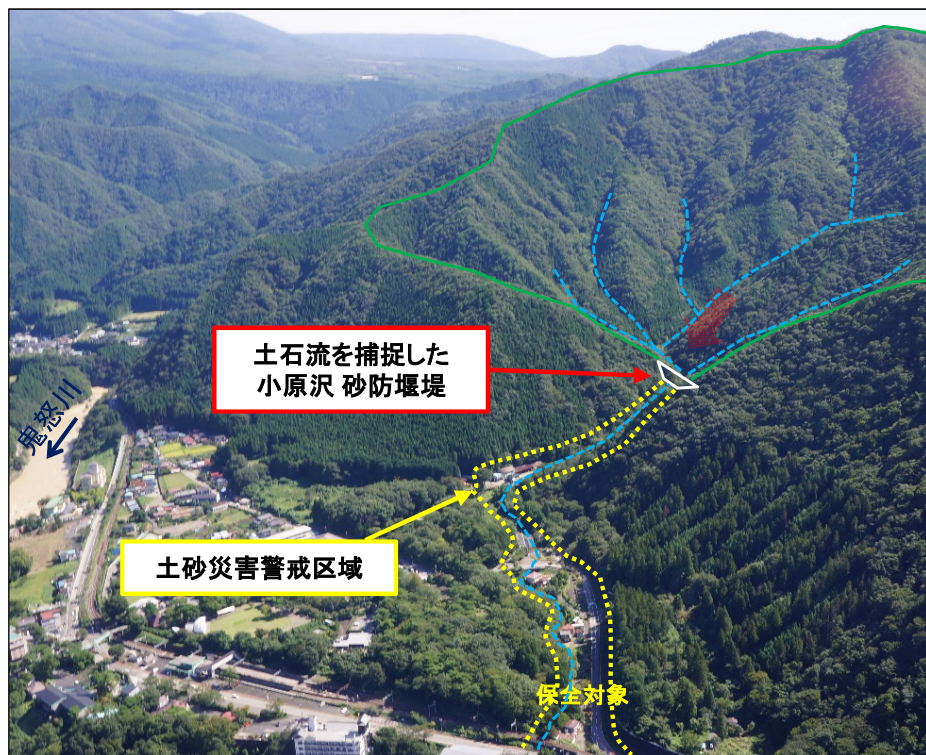 土石流を捕捉した
小原沢 砂防堰堤
鬼怒川
土砂災害警戒区域
保全対象